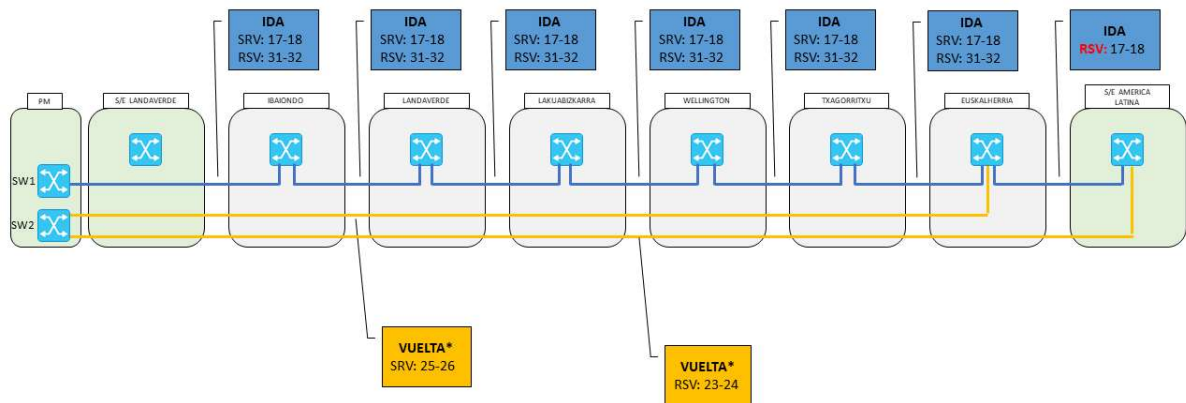 IDA
SRV: 17-18
RSV: 31-32
IDA
SRV: 17-18
RSV: 31-32
IDA
SRV: 17-18
RSV: 31-32
IDA
SRV: 17-18
RSV: 31-32
IDA
SRV: 17-18
RSV: 31-32
IDA
SRV: 17-18
RSV: 31-32
IDA
RSV: 17-18
PM
S/E LANDAVERDE
IBAIONDO
LANDAVERDE
LAKUABIZKARRA
WELLINGTON
TXAGORRITXU
EUSKALHERRIA
S/E AMERICA
LATINA
SW1
SW2
VUELTA*
SRV: 25-26
VUELTA*
RSV: 23-24